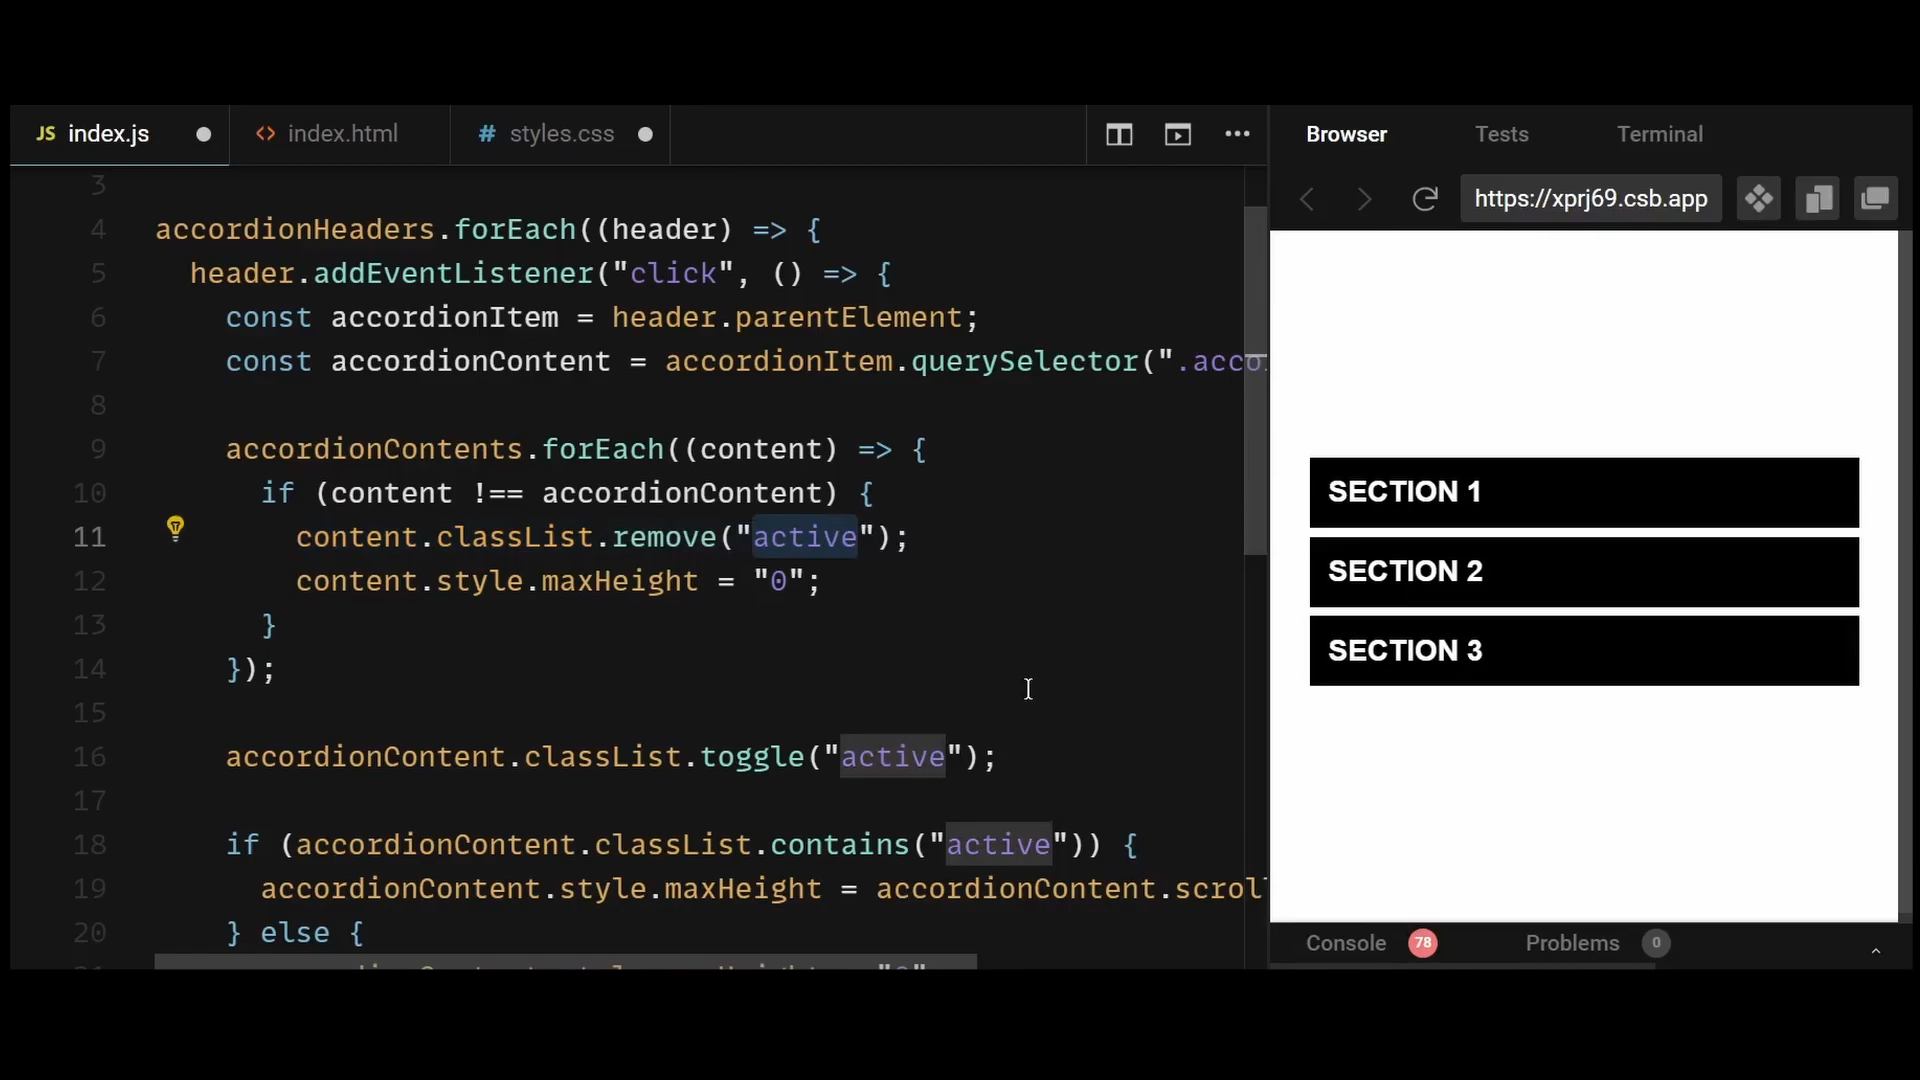 JS index.js
<> index.html
# styles.css
Browser
Tests
Terminal
https://xprj69.csb.app
3
4 accordionHeaders.forEach((header) => {
5 header.addEventListener("click", () => {
6 const accordionItem = header.parentElement;
7 const accordionContent = accordionItem.querySelector(".acco
8
9 accordionContents.forEach((content) => {
10 if (content !== accordionContent) {
11 content.classList.remove("active");
12 content.style.maxHeight = "0";
13 }
14 });
15
16 accordionContent.classList.toggle("active");
17
18 if (accordionContent.classList.contains("active")) {
19 accordionContent.style.maxHeight = accordionContent.scrol
20 } else {
SECTION 1
SECTION 2
SECTION 3
Console 78
Problems 0